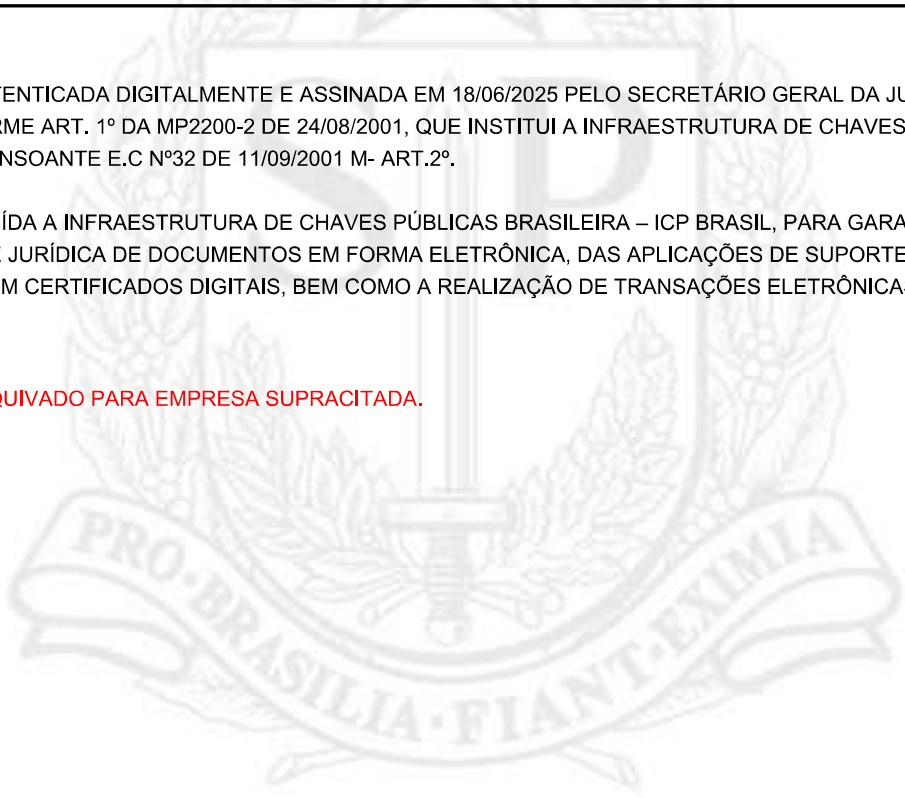 TENTICADA DIGITALMENTE E ASSINADA EM 18/06/2025 PELO SECRETÁRIO GERAL DA JU
RME ART. 1º DA MP2200-2 DE 24/08/2001, QUE INSTITUI A INFRAESTRUTURA DE CHAVES
NSOANTE E.C Nº32 DE 11/09/2001 M- ART.2º.
ÍDA A INFRAESTRUTURA DE CHAVES PÚBLICAS BRASILEIRA – ICP BRASIL, PARA GARA
E JURÍDICA DE DOCUMENTOS EM FORMA ELETRÔNICA, DAS APLICAÇÕES DE SUPORTE
M CERTIFICADOS DIGITAIS, BEM COMO A REALIZAÇÃO DE TRANSAÇÕES ELETRÔNICAS
QUIVADO PARA EMPRESA SUPRACITADA.
SP
PRO·BRASILIA·FIANT·EXIMIA